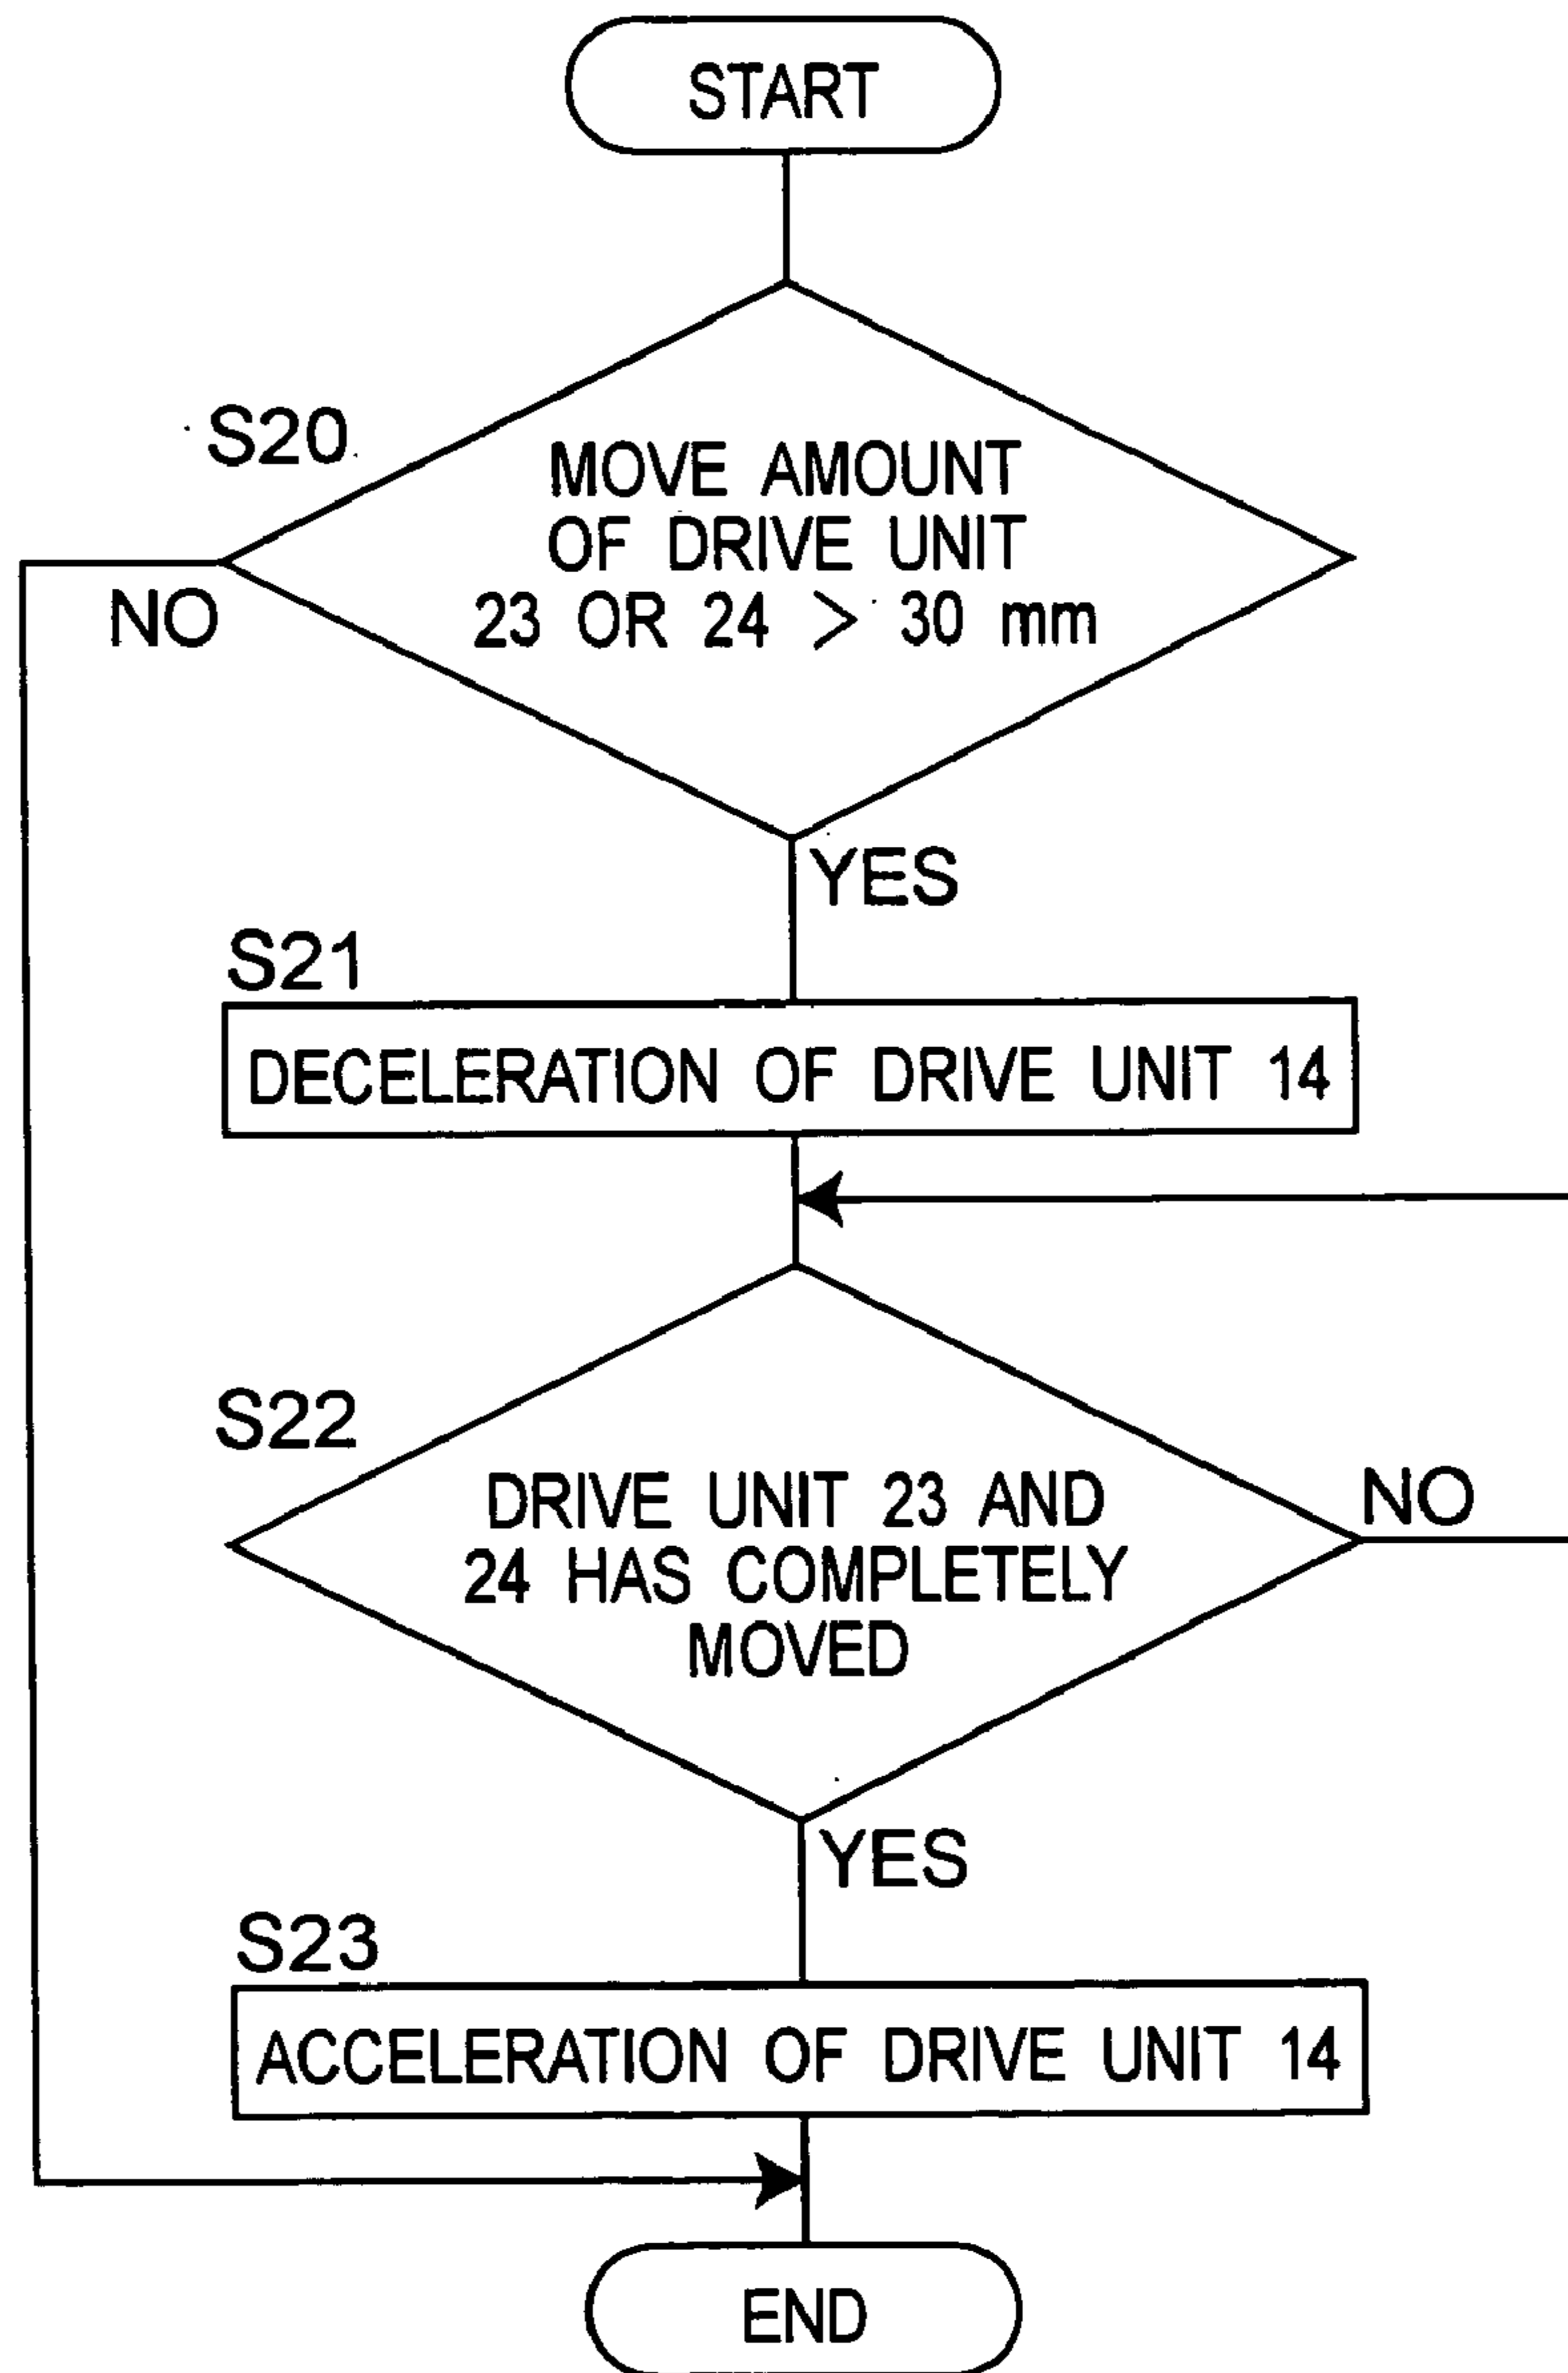 START
S20
MOVE AMOUNT
OF DRIVE UNIT
23 OR 24 > 30 mm
NO
YES
S21
DECELERATION OF DRIVE UNIT 14
S22
DRIVE UNIT 23 AND
24 HAS COMPLETELY
MOVED
NO
YES
S23
ACCELERATION OF DRIVE UNIT 14
END